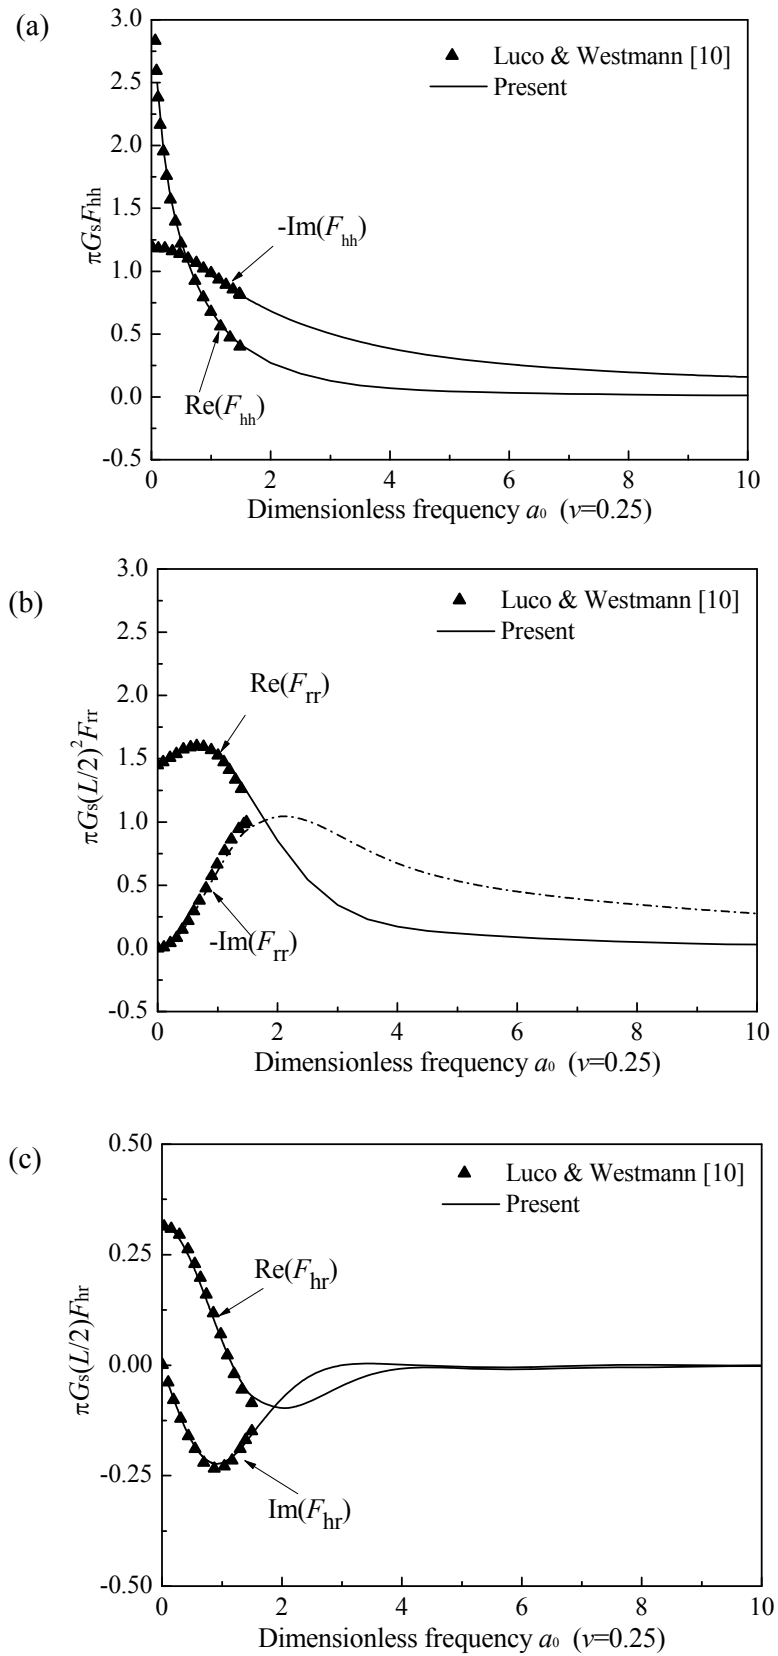 (a)
3.0
2.5
2.0
1.5
1.0
0.5
0.0
-0.5
πGsFhh
Luco & Westmann [10]
Present
-Im(Fhh)
Re(Fhh)
0 2 4 6 8 10
Dimensionless frequency a0 (ν=0.25)
(b)
3.0
2.5
2.0
1.5
1.0
0.5
0.0
-0.5
πGs(L/2)²Frr
Luco & Westmann [10]
Present
Re(Frr)
-Im(Frr)
0 2 4 6 8 10
Dimensionless frequency a0 (ν=0.25)
(c)
0.50
0.25
0.00
-0.25
-0.50
πGs(L/2)Fhr
Luco & Westmann [10]
Present
Re(Fhr)
Im(Fhr)
0 2 4 6 8 10
Dimensionless frequency a0 (ν=0.25)